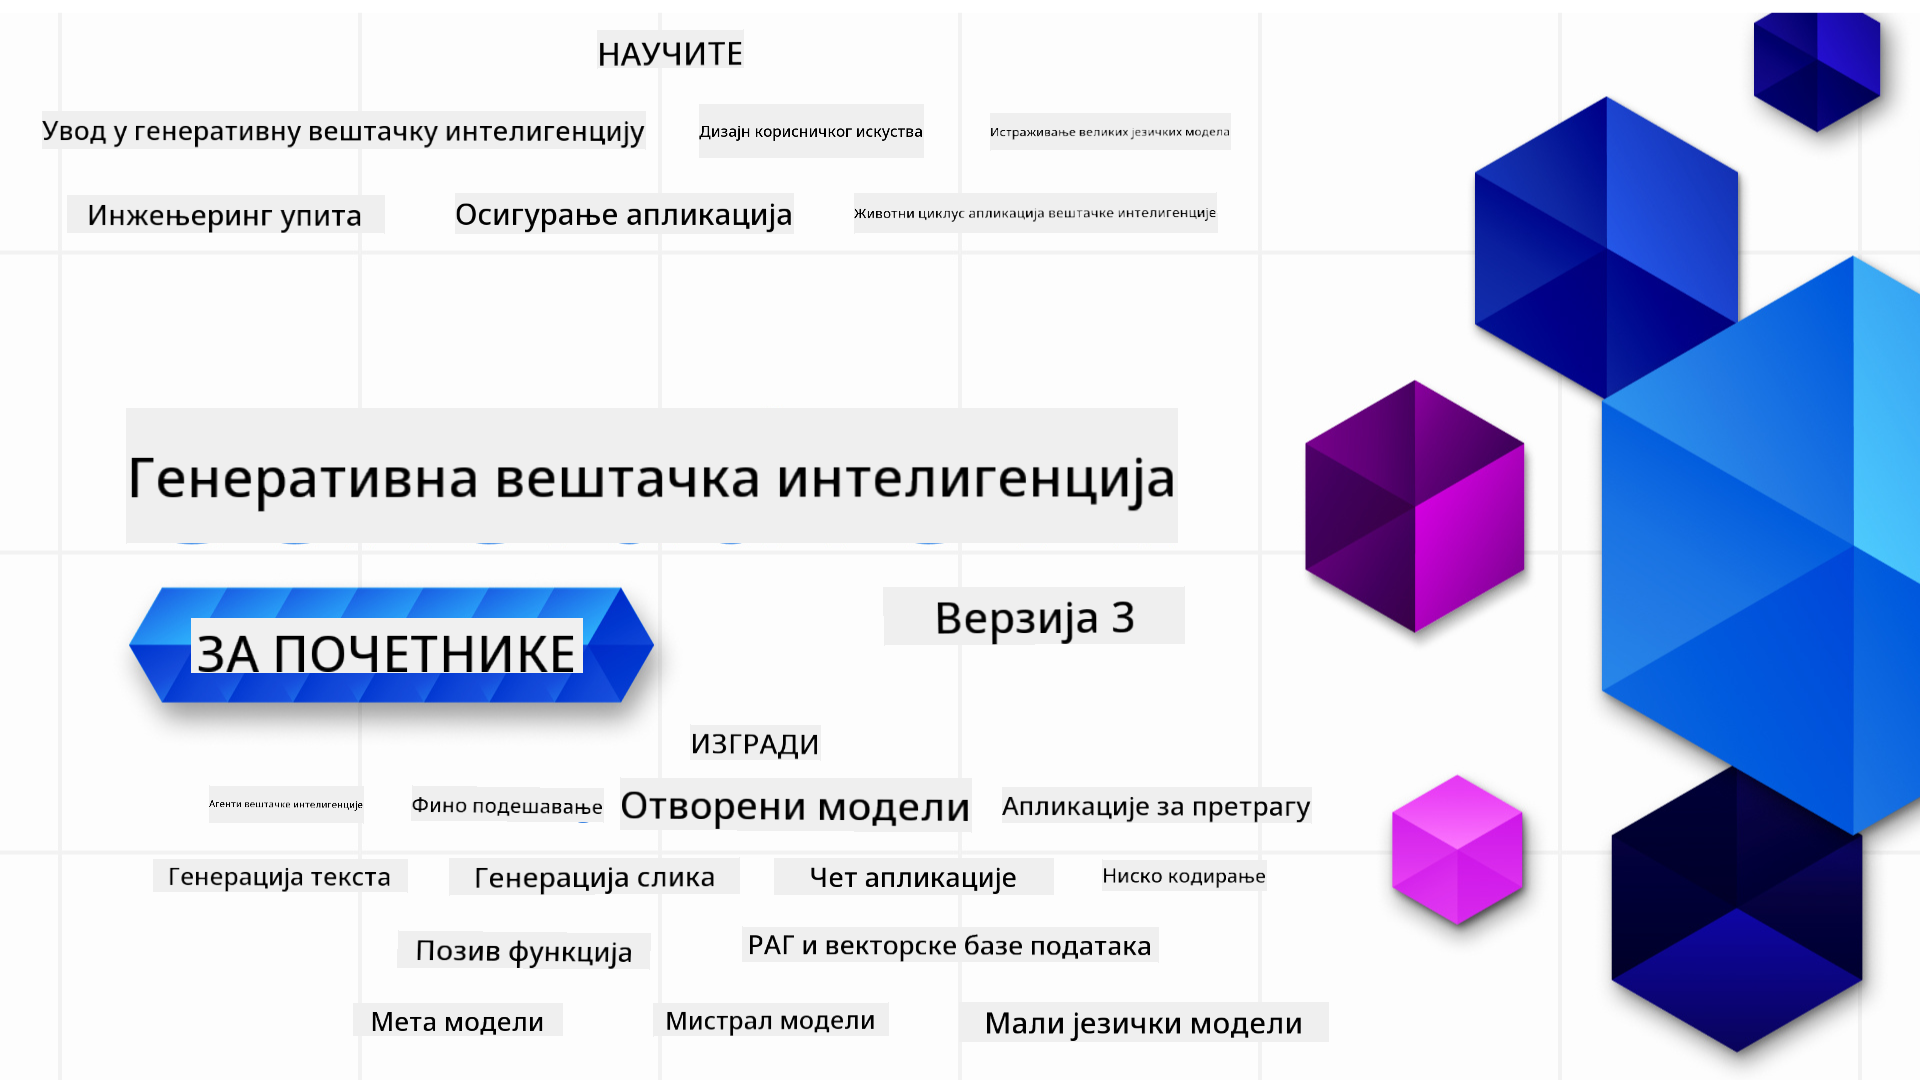 НАУЧИТЕ
Увод у генеративну вештачку интелигенцију
Дизајн корисничког искуства
Истраживање великих језичких модела
Инжењеринг упита
Осигурање апликација
Животни циклус апликација вештачке интелигенције
Генеративна вештачка интелигенција
ЗА ПОЧЕТНИКЕ
Верзија 3
ИЗГРАДИ
Агенти вештачке интелигенције
Фино подешавање
Отворени модели
Апликације за претрагу
Генерација текста
Генерација слика
Чет апликације
Ниско кодирање
Позив функција
РАГ и векторске базе података
Мета модели
Мистрал модели
Мали језички модели